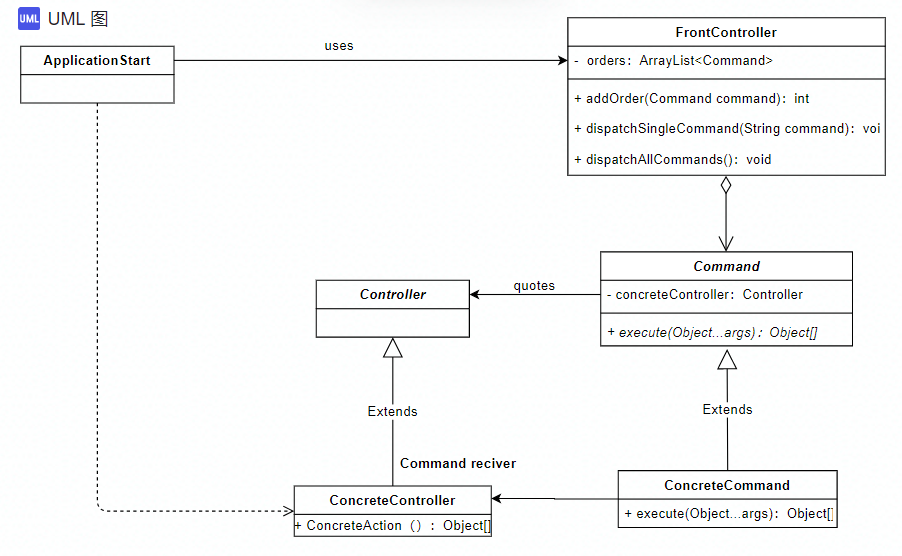 UML UML 图
FrontController
uses
ApplicationStart
- orders: ArrayList<Command>
+ addOrder(Command command): int
+ dispatchSingleCommand(String command): voi
+ dispatchAllCommands(): void
Command
Controller
quotes
- concreteController: Controller
+ execute(Object...args): Object[]
Extends
Extends
Command reciver
ConcreteCommand
ConcreteController
+ execute(Object...args): Object[]
+ ConcreteAction （）: Object[]